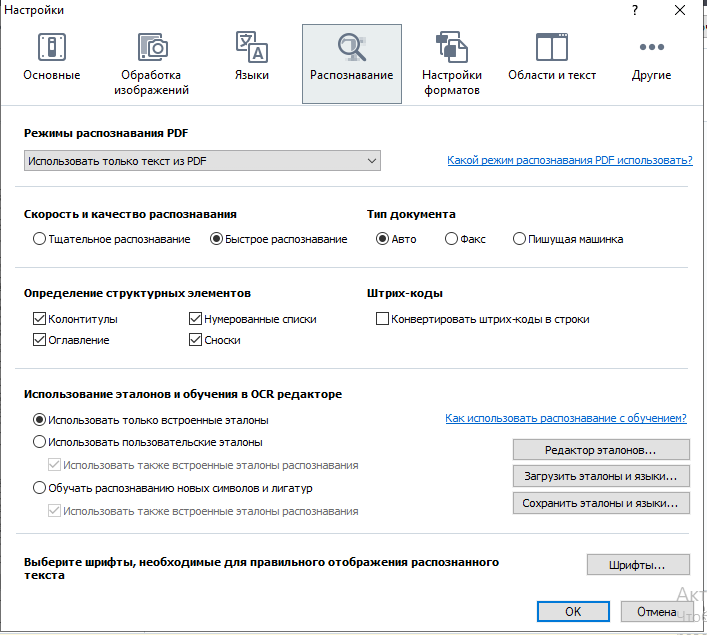 Настройки
?
Основные
Обработка
изображений
Языки
Распознавание
Настройки
форматов
Области и текст
Другие
Режимы распознавания PDF
Использовать только текст из PDF
Какой режим распознавания PDF использовать?
Скорость и качество распознавания
Тип документа
Тщательное распознавание
Быстрое распознавание
Авто
Факс
Пишущая машинка
Определение структурных элементов
Штрих-коды
Колонтитулы
Нумерованные списки
Конвертировать штрих-коды в строки
Оглавление
Сноски
Использование эталонов и обучения в OCR редакторе
Использовать только встроенные эталоны
Как использовать распознавание с обучением?
Использовать пользовательские эталоны
Редактор эталонов...
Использовать также встроенные эталоны распознавания
Загрузить эталоны и языки...
Обучать распознаванию новых символов и лигатур
Сохранить эталоны и языки...
Использовать также встроенные эталоны распознавания
Выберите шрифты, необходимые для правильного отображения распознанного
текста
Шрифты...
OK
Отмена